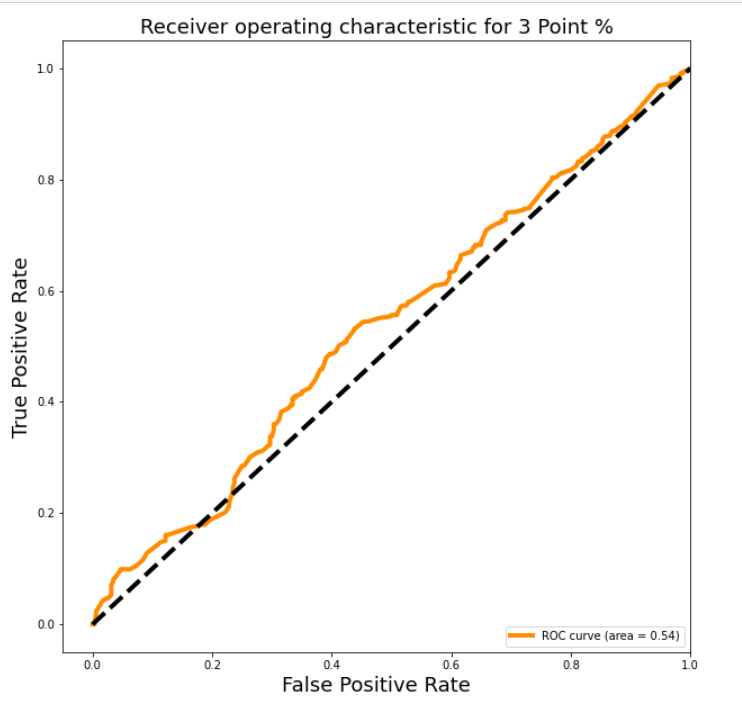 Receiver operating characteristic for 3 Point %
True Positive Rate
1.0
0.8
0.6
0.4
0.2
0.0
ROC curve (area = 0.54)
0.0 0.2 0.4 0.6 0.8 1.0
False Positive Rate